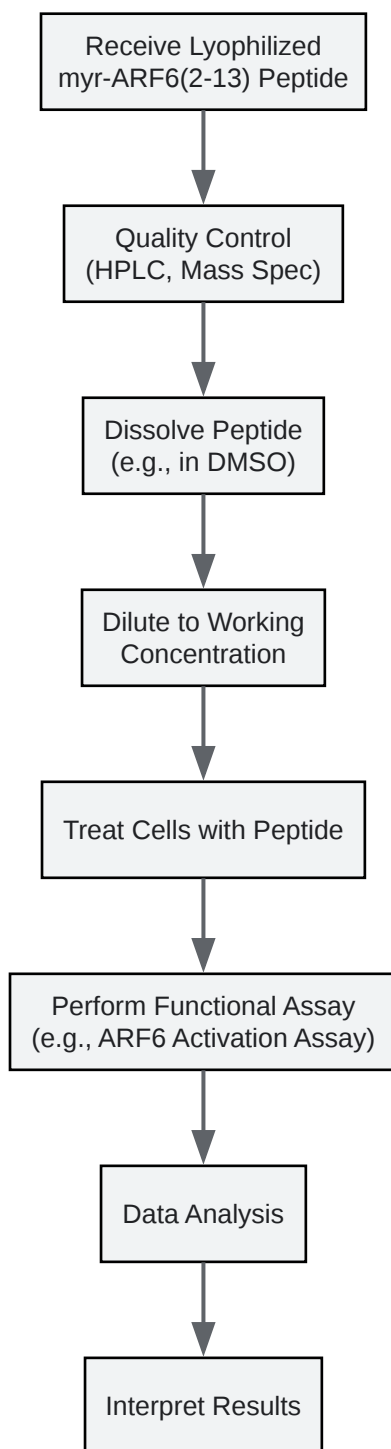 Receive Lyophilized
myr-ARF6(2-13) Peptide
Quality Control
(HPLC, Mass Spec)
Dissolve Peptide
(e.g., in DMSO)
Dilute to Working
Concentration
Treat Cells with Peptide
Perform Functional Assay
(e.g., ARF6 Activation Assay)
Data Analysis
Interpret Results